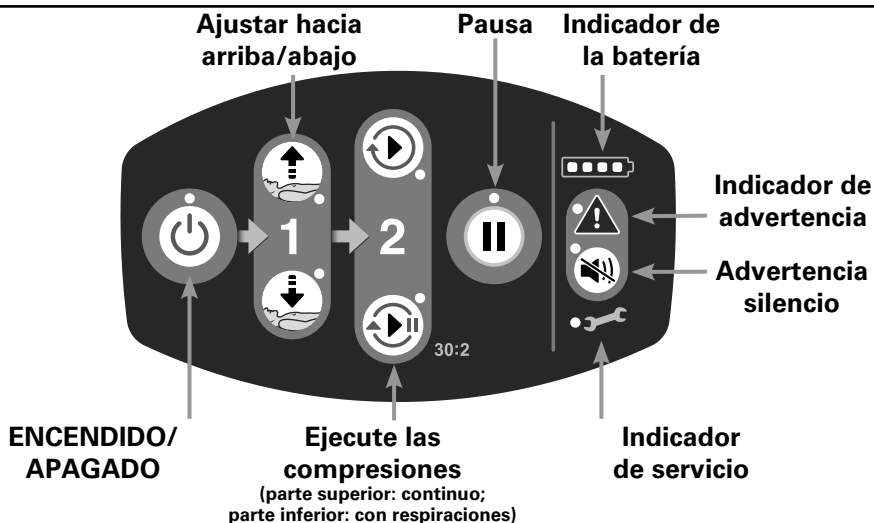 Ajustar hacia
arriba/abajo
Pausa
Indicador de
la batería
Indicador de
advertencia
1
2
Advertencia
silencio
30:2
ENCENDIDO/
APAGADO
Ejecute las
compresiones
(parte superior: continuo;
parte inferior: con respiraciones)
Indicador
de servicio